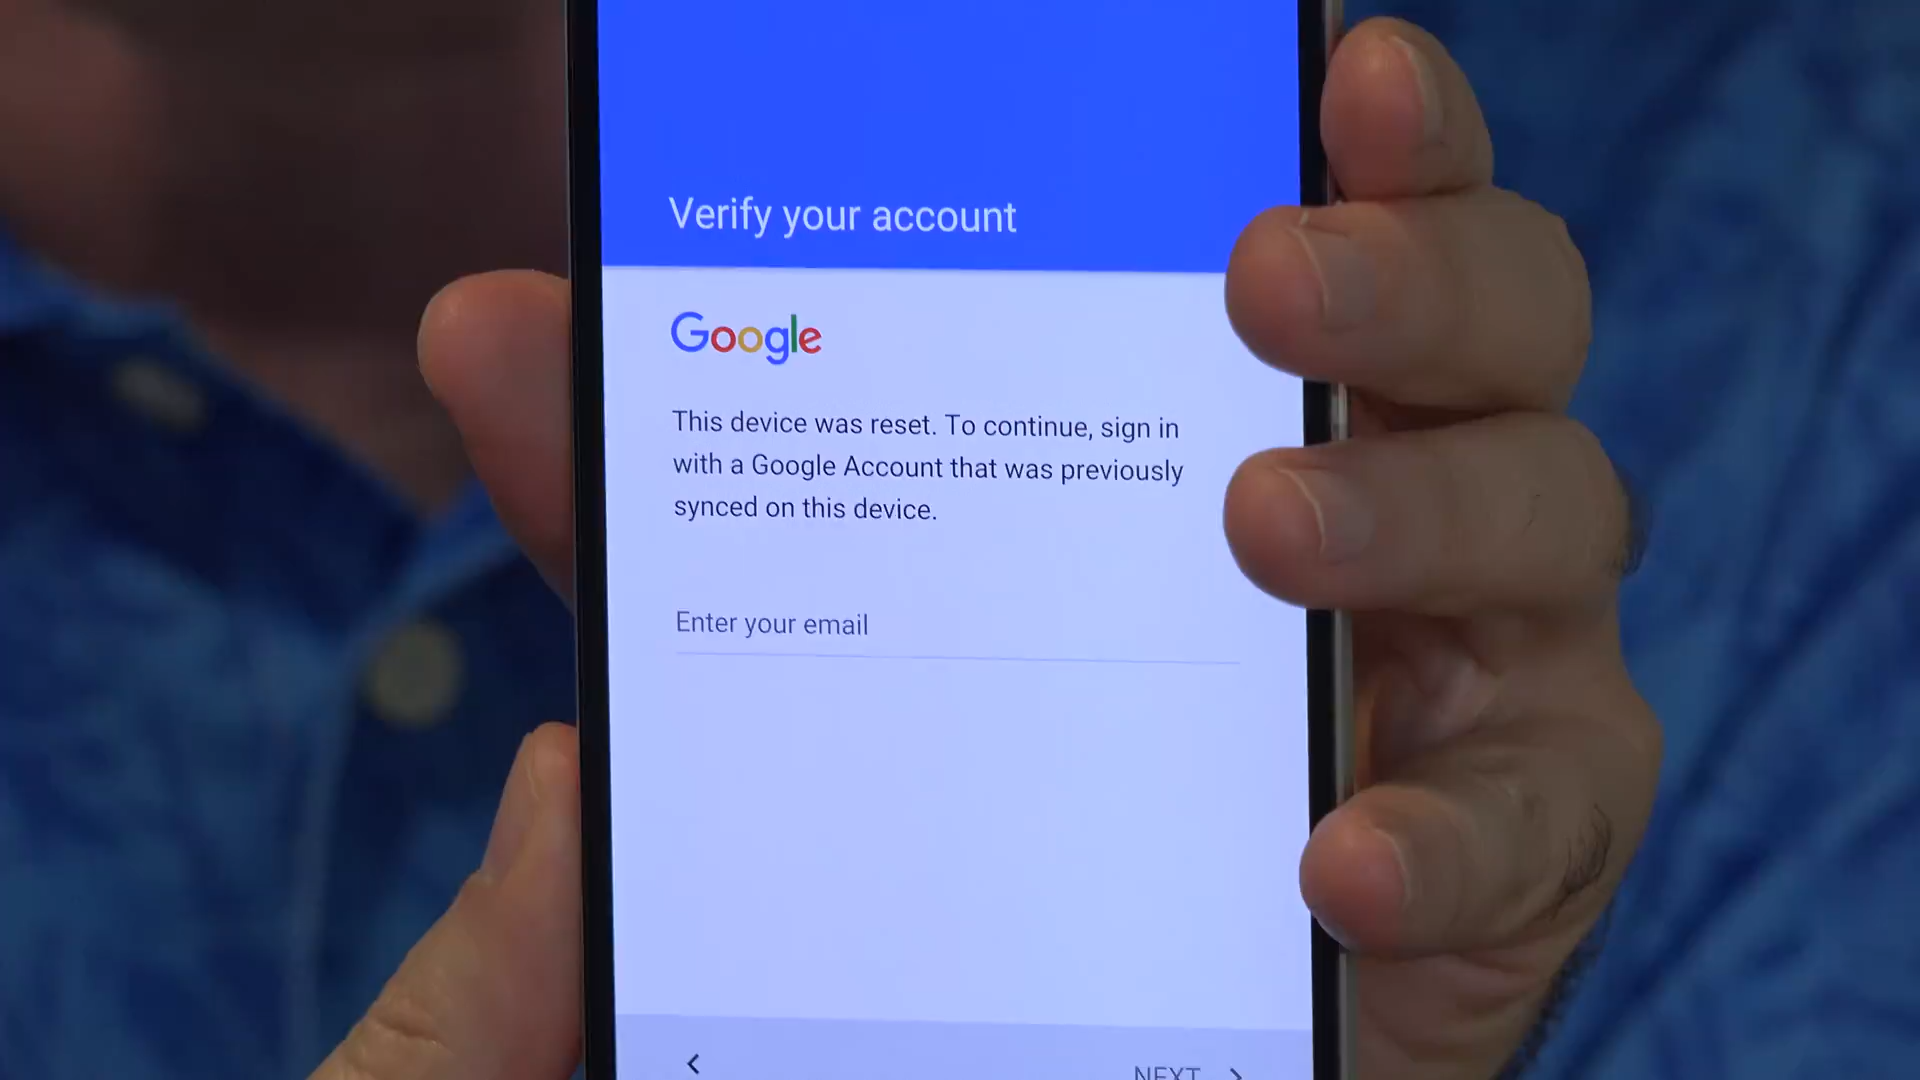 Verify your account
Google
This device was reset. To continue, sign in
with a Google Account that was previously
synced on this device.
Enter your email
NEXT